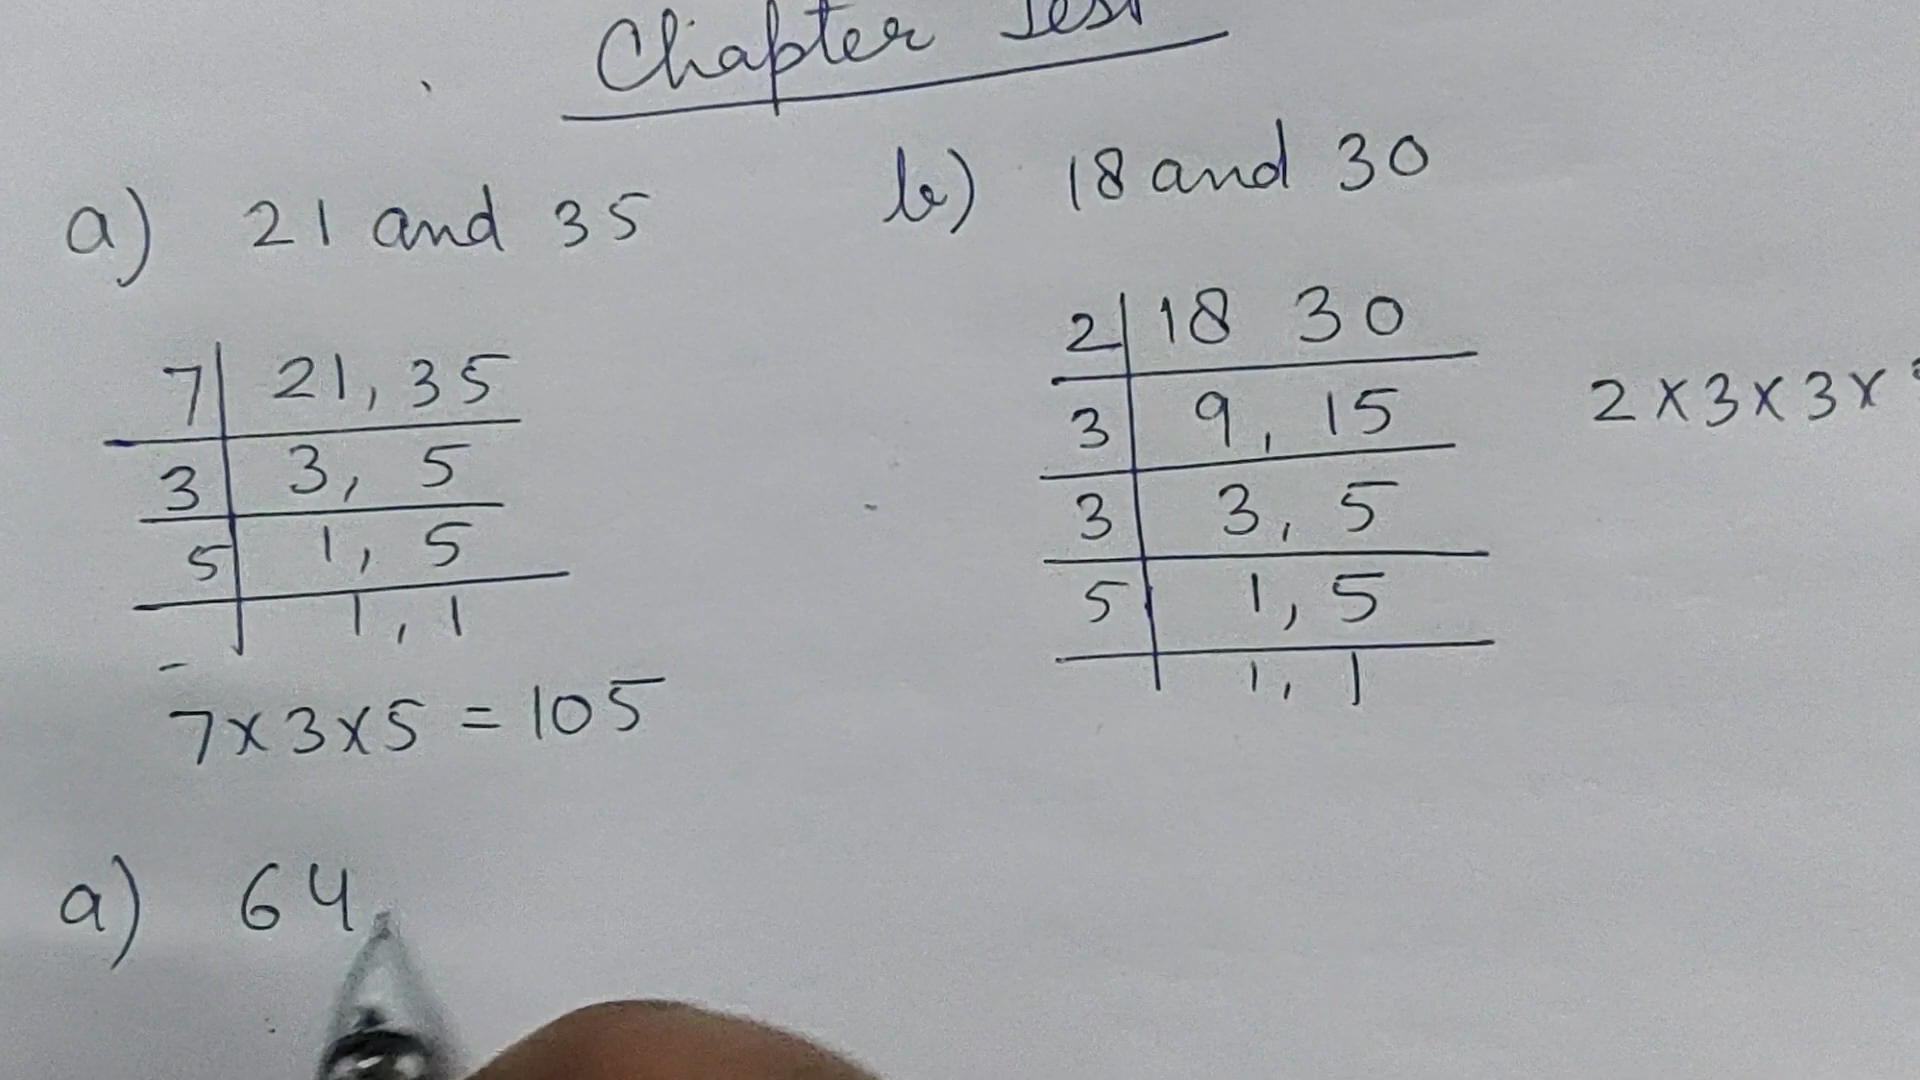 Chapter Test
a) 21 and 35
7 | 21, 35
3 | 3, 5
5 | 1, 5
1, 1
7 x 3 x 5 = 105
b) 18 and 30
2 | 18 30
3 | 9, 15
3 | 3, 5
5 | 1, 5
1, 1
2 x 3 x 3 x
a) 64,